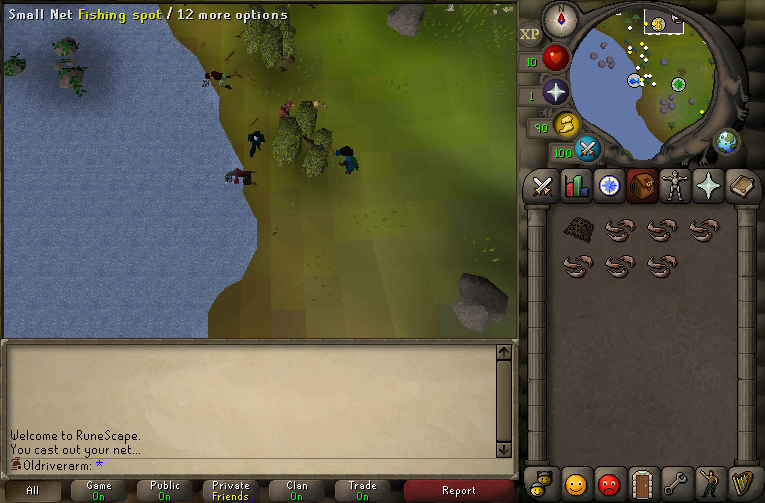 Small Net Fishing spot / 12 more options
N
XP
10
1
90
100
Welcome to RuneScape.
You cast out your net...
Oldriverarm: *
All
Game
On
Public
On
Private
Friends
Clan
On
Trade
On
Report